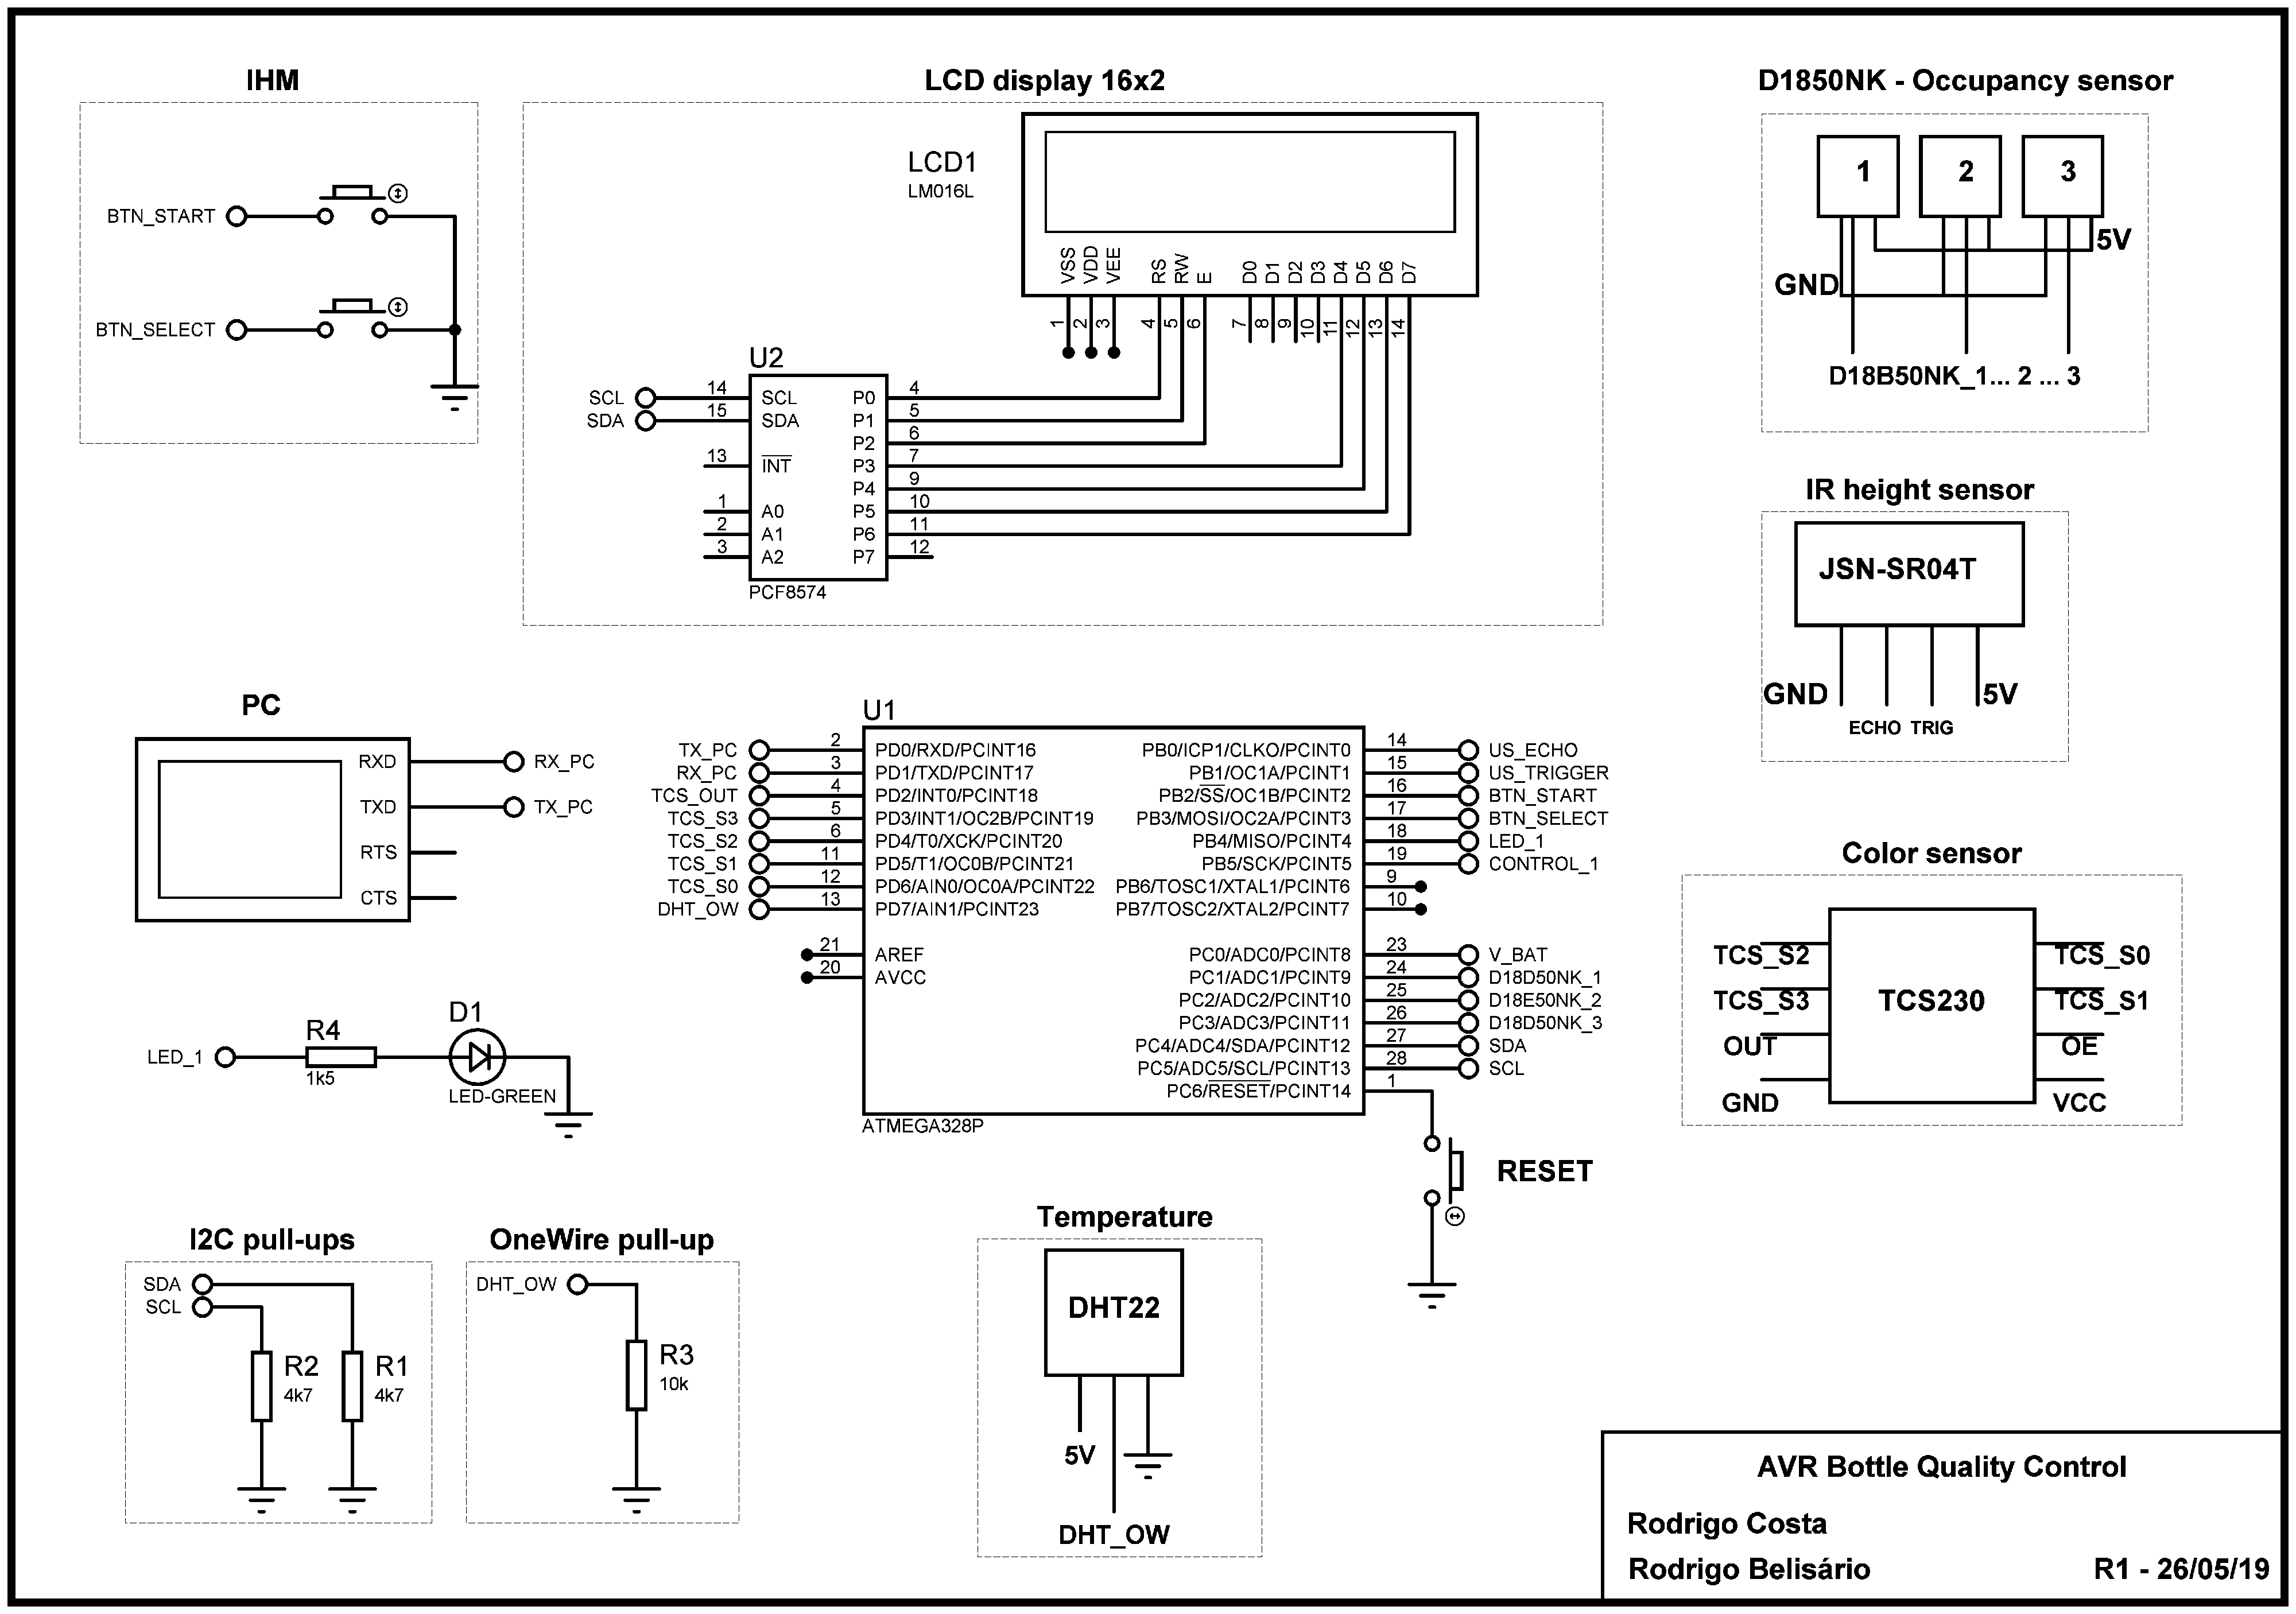 IHM
BTN_START
BTN_SELECT
LCD display 16x2
LCD1
LM016L
VSS VDD VEE RS RW E D0 D1 D2 D3 D4 D5 D6 D7
1 2 3 4 5 6 7 8 9 10 11 12 13 14
U2
SCL 14 SCL P0 4
SDA 15 SDA P1 5
P2 6
13 INT P3 7
P4 9
1 A0 P5 10
2 A1 P6 11
3 A2 P7 12
PCF8574
D1850NK - Occupancy sensor
1 2 3
5V
GND
D18B50NK_1... 2 ... 3
IR height sensor
JSN-SR04T
GND 5V
ECHO TRIG
PC
RXD RX_PC
TXD TX_PC
RTS
CTS
U1
TX_PC 2 PD0/RXD/PCINT16 PB0/ICP1/CLKO/PCINT0 14 US_ECHO
RX_PC 3 PD1/TXD/PCINT17 PB1/OC1A/PCINT1 15 US_TRIGGER
TCS_OUT 4 PD2/INT0/PCINT18 PB2/SS/OC1B/PCINT2 16 BTN_START
TCS_S3 5 PD3/INT1/OC2B/PCINT19 PB3/MOSI/OC2A/PCINT3 17 BTN_SELECT
TCS_S2 6 PD4/T0/XCK/PCINT20 PB4/MISO/PCINT4 18 LED_1
TCS_S1 11 PD5/T1/OC0B/PCINT21 PB5/SCK/PCINT5 19 CONTROL_1
TCS_S0 12 PD6/AIN0/OC0A/PCINT22 PB6/TOSC1/XTAL1/PCINT6 9
DHT_OW 13 PD7/AIN1/PCINT23 PB7/TOSC2/XTAL2/PCINT7 10
21 AREF PC0/ADC0/PCINT8 23 V_BAT
20 AVCC PC1/ADC1/PCINT9 24 D18D50NK_1
PC2/ADC2/PCINT10 25 D18E50NK_2
PC3/ADC3/PCINT11 26 D18D50NK_3
PC4/ADC4/SDA/PCINT12 27 SDA
PC5/ADC5/SCL/PCINT13 28 SCL
PC6/RESET/PCINT14 1
ATMEGA328P
RESET
Color sensor
TCS230
TCS_S2 TCS_S0
TCS_S3 TCS_S1
OUT OE
GND VCC
LED_1
R4
1k5
D1
LED-GREEN
I2C pull-ups
SDA
SCL
R2
4k7
R1
4k7
OneWire pull-up
DHT_OW
R3
10k
Temperature
DHT22
5V
DHT_OW
AVR Bottle Quality Control
Rodrigo Costa
Rodrigo Belisário R1 - 26/05/19